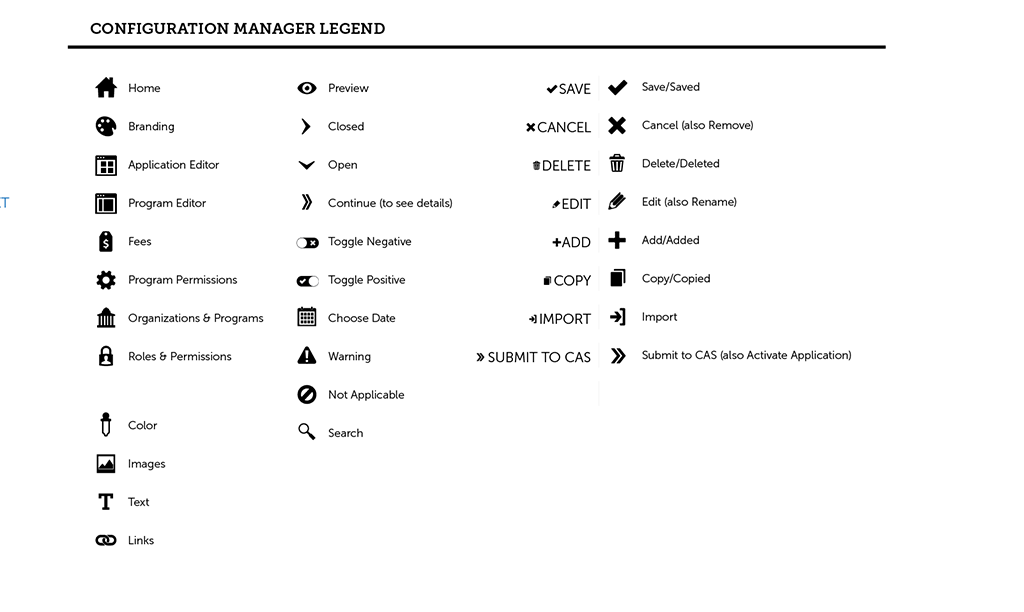 CONFIGURATION MANAGER LEGEND
Home
Branding
Application Editor
Program Editor
Fees
Program Permissions
Organizations & Programs
Roles & Permissions
Color
Images
Text
Links
Preview
Closed
Open
Continue (to see details)
Toggle Negative
Toggle Positive
Choose Date
Warning
Not Applicable
Search
SAVE
CANCEL
DELETE
EDIT
ADD
COPY
IMPORT
SUBMIT TO CAS
Save/Saved
Cancel (also Remove)
Delete/Deleted
Edit (also Rename)
Add/Added
Copy/Copied
Import
Submit to CAS (also Activate Application)